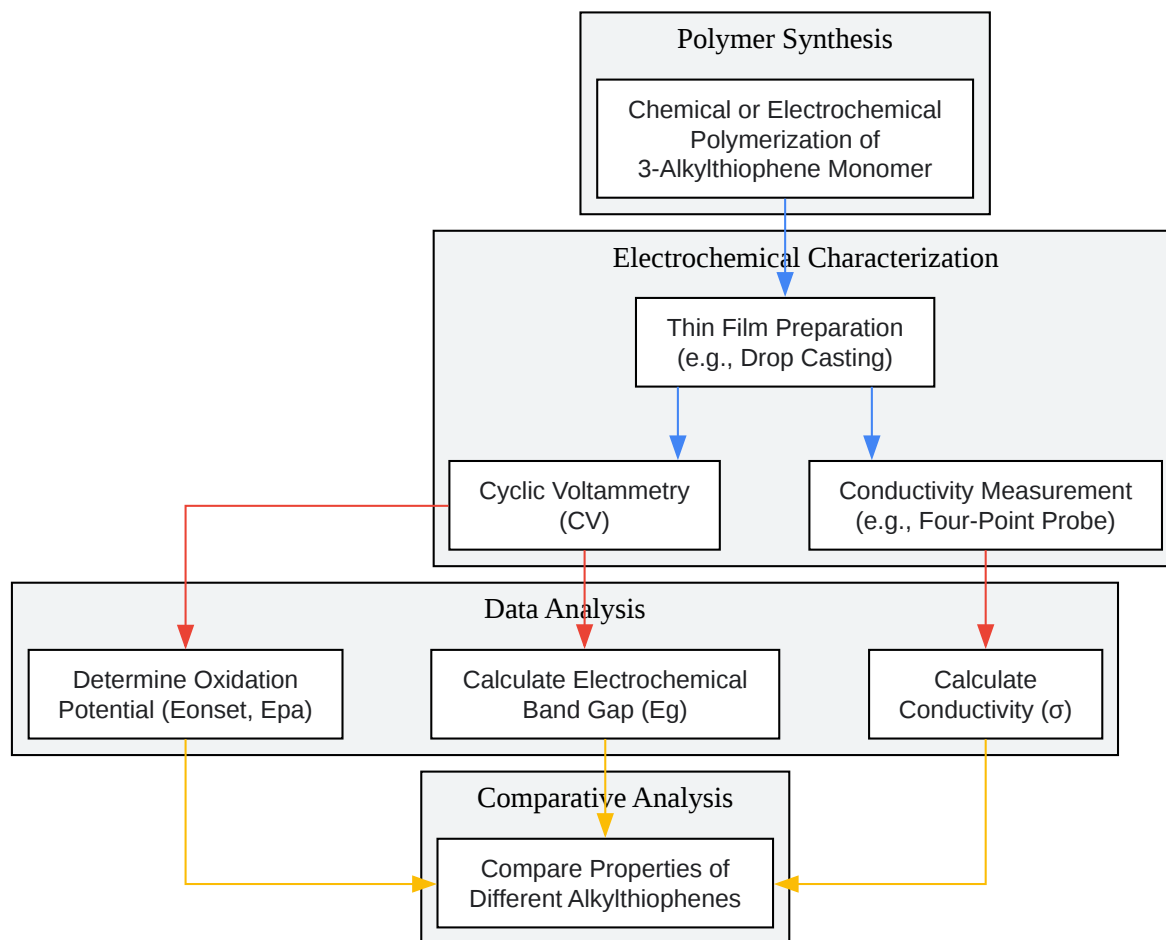 Polymer Synthesis
Chemical or Electrochemical
Polymerization of
3-Alkylthiophene Monomer
Electrochemical Characterization
Thin Film Preparation
(e.g., Drop Casting)
Cyclic Voltammetry
(CV)
Conductivity Measurement
(e.g., Four-Point Probe)
Data Analysis
Determine Oxidation
Potential (Eonset, Epa)
Calculate Electrochemical
Band Gap (Eg)
Calculate
Conductivity (σ)
Comparative Analysis
Compare Properties of
Different Alkylthiophenes